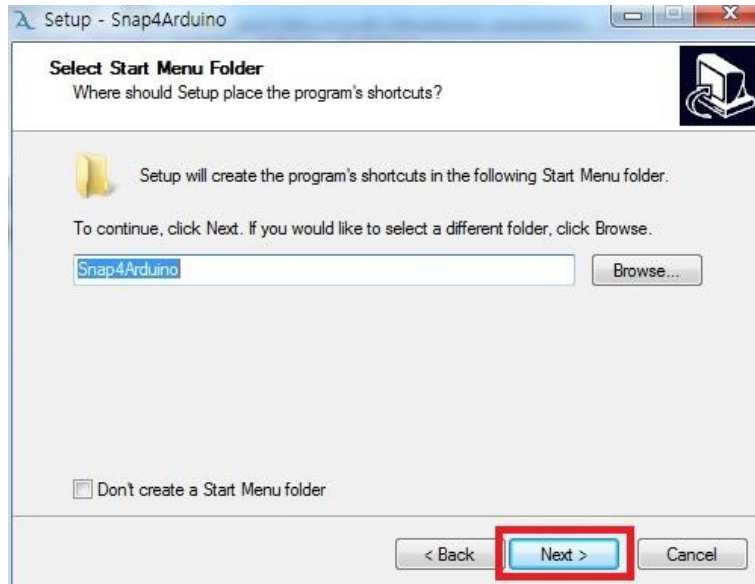 Setup - Snap4Arduino
Select Start Menu Folder
Where should Setup place the program's shortcuts?
Setup will create the program's shortcuts in the following Start Menu folder.
To continue, click Next. If you would like to select a different folder, click Browse.
Snap4Arduino
Browse...
Don't create a Start Menu folder
< Back
Next >
Cancel